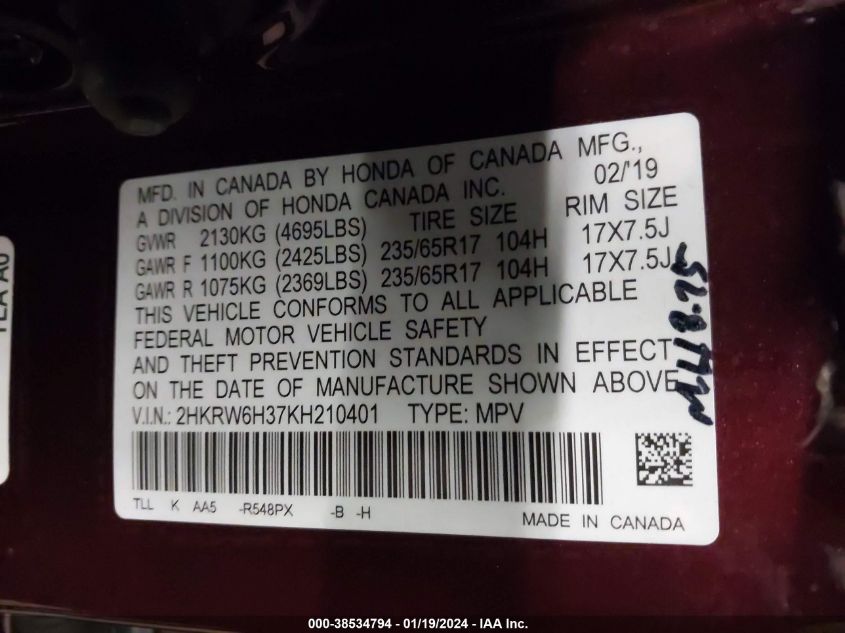 MFD. IN CANADA BY HONDA OF CANADA MFG.,
A DIVISION OF HONDA CANADA INC. 02/'19
TIRE SIZE RIM SIZE
GVWR 2130KG (4695LBS)
GAWR F 1100KG (2425LBS) 235/65R17 104H 17X7.5J
GAWR R 1075KG (2369LBS) 235/65R17 104H 17X7.5J
THIS VEHICLE CONFORMS TO ALL APPLICABLE
FEDERAL MOTOR VEHICLE SAFETY
AND THEFT PREVENTION STANDARDS IN EFFECT
ON THE DATE OF MANUFACTURE SHOWN ABOVE
V.I.N.: 2HKRW6H37KH210401 TYPE: MPV
TLL K AA5 -R548PX -B -H
MADE IN CANADA
000-38534794 - 01/19/2024 - IAA Inc.